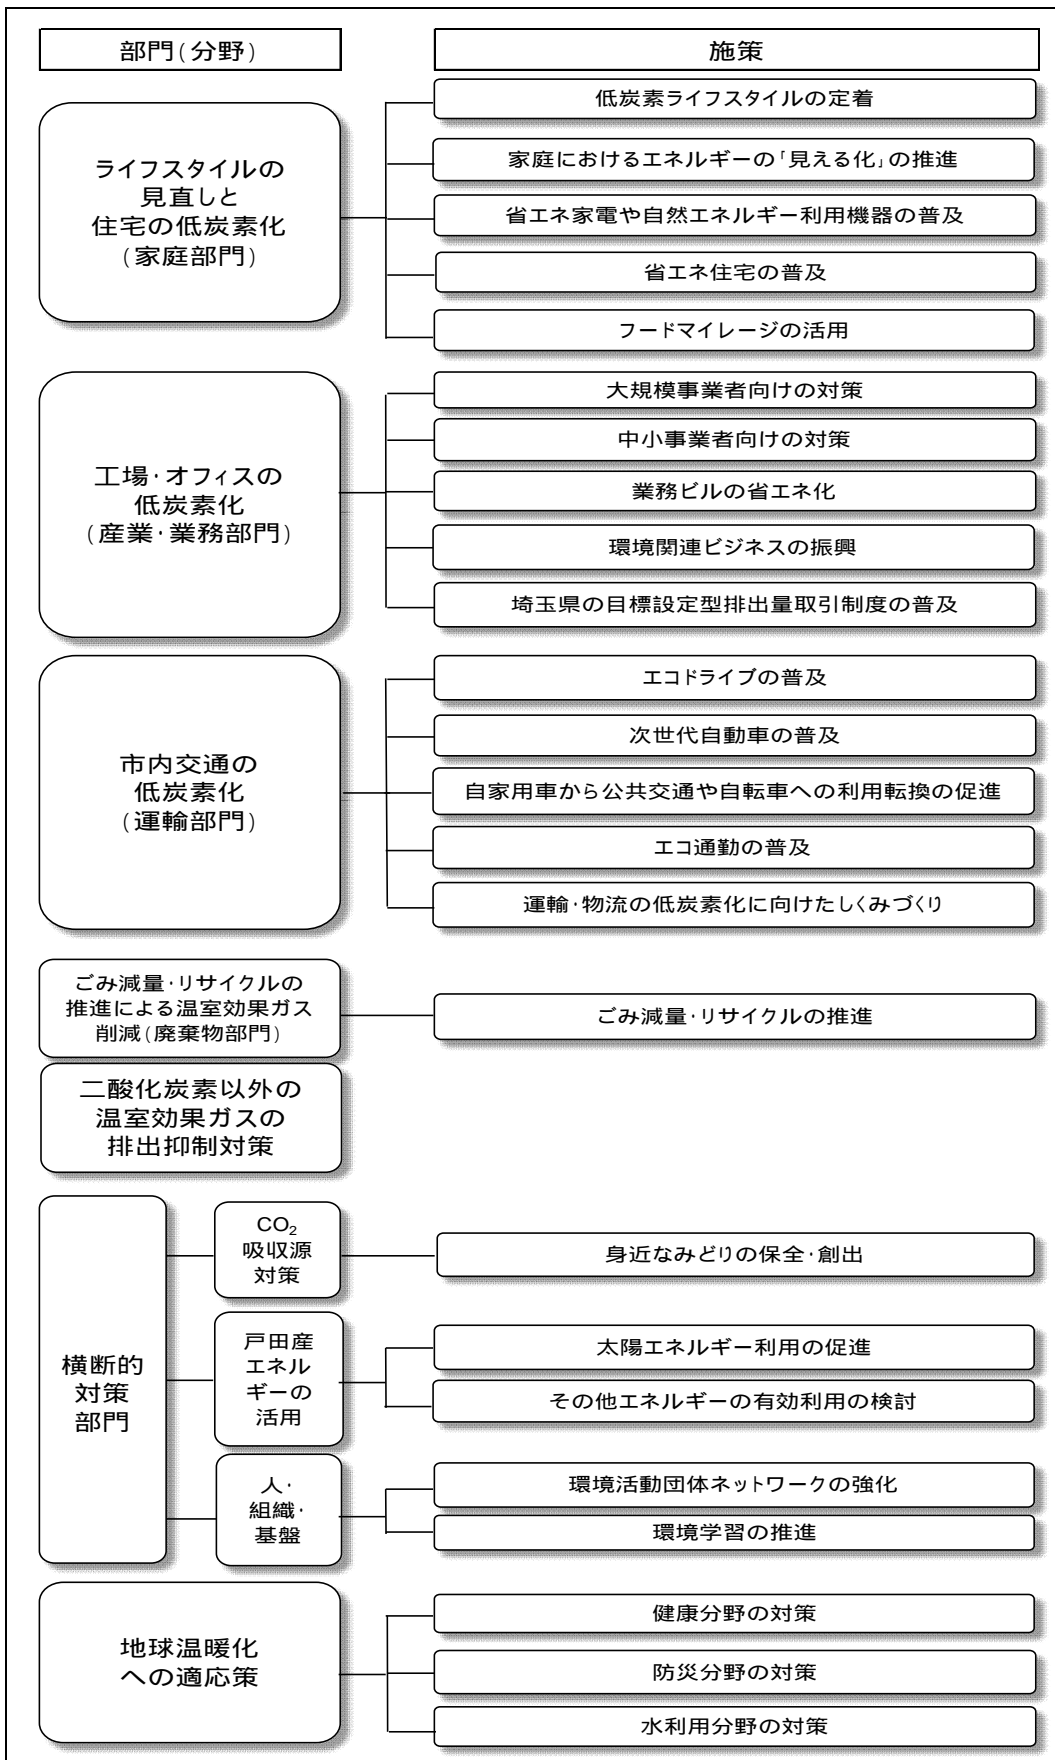 部門(分野)
施策
ライフスタイルの
見直しと
住宅の低炭素化
(家庭部門)
低炭素ライフスタイルの定着
家庭におけるエネルギーの「見える化」の推進
省エネ家電や自然エネルギー利用機器の普及
省エネ住宅の普及
フードマイレージの活用
工場・オフィスの
低炭素化
(産業・業務部門)
大規模事業者向けの対策
中小事業者向けの対策
業務ビルの省エネ化
環境関連ビジネスの振興
埼玉県の目標設定型排出量取引制度の普及
市内交通の
低炭素化
(運輸部門)
エコドライブの普及
次世代自動車の普及
自家用車から公共交通や自転車への利用転換の促進
エコ通勤の普及
運輸・物流の低炭素化に向けたしくみづくり
ごみ減量・リサイクルの
推進による温室効果ガス
削減(廃棄物部門)
ごみ減量・リサイクルの推進
二酸化炭素以外の
温室効果ガスの
排出抑制対策
横断的
対策
部門
CO₂
吸収源
対策
身近なみどりの保全・創出
戸田産
エネル
ギーの
活用
太陽エネルギー利用の促進
その他エネルギーの有効利用の検討
人・
組織・
基盤
環境活動団体ネットワークの強化
環境学習の推進
地球温暖化
への適応策
健康分野の対策
防災分野の対策
水利用分野の対策